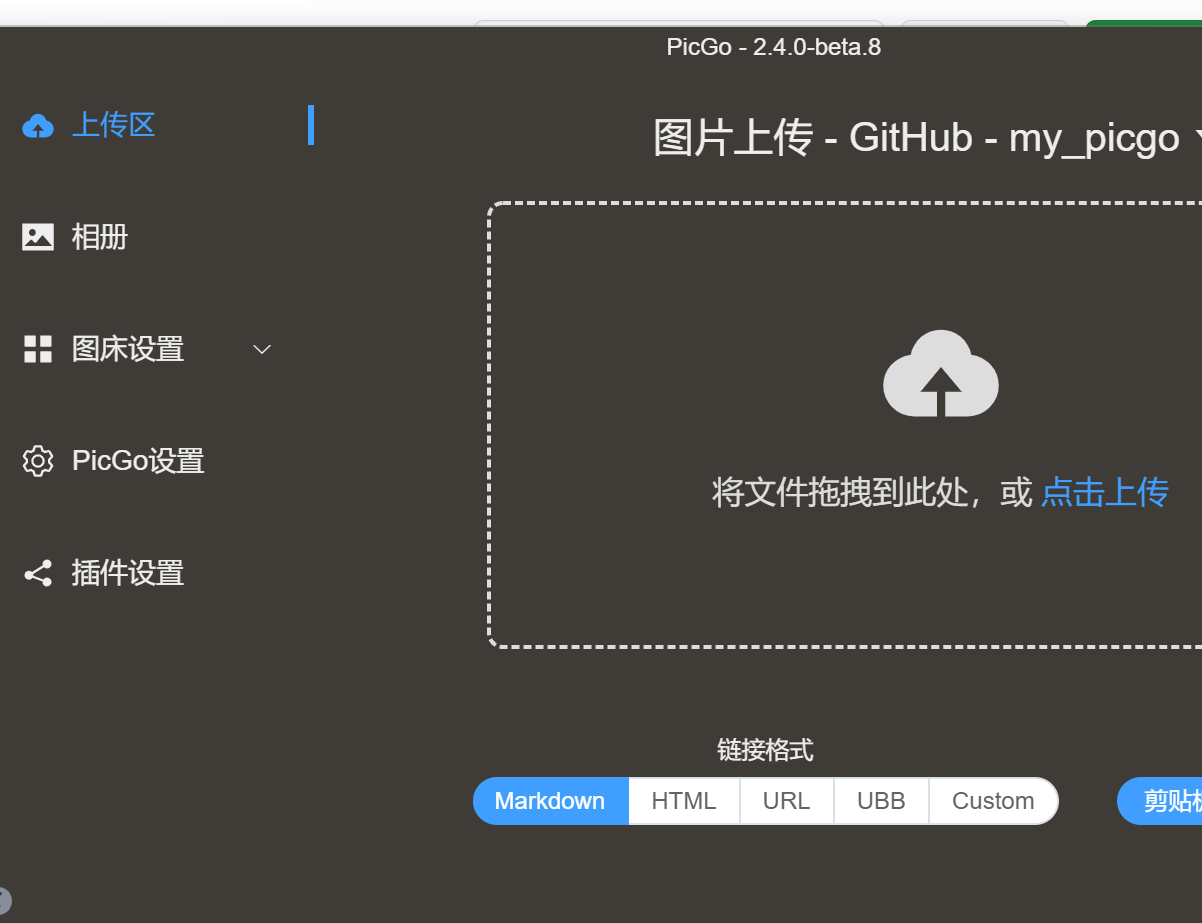 PicGo - 2.4.0-beta.8
上传区
图片上传 - GitHub - my_picgo
相册
图床设置
PicGo设置
将文件拖拽到此处，或 点击上传
插件设置
链接格式
Markdown HTML URL UBB Custom 剪贴